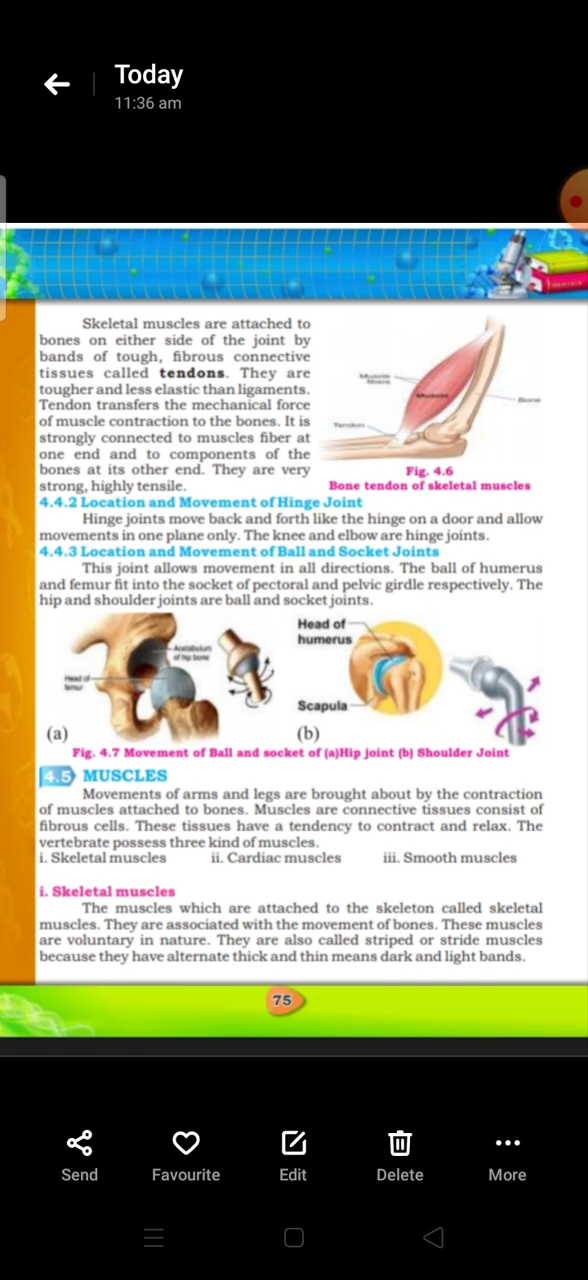 Today
11:36 am
Skeletal muscles are attached to
bones on either side of the joint by
bands of tough, fibrous connective
tissues called tendons. They are
tougher and less elastic than ligaments.
Tendon transfers the mechanical force
of muscle contraction to the bones. It is
strongly connected to muscles fiber at
one end and to components of the
bones at its other end. They are very
strong, highly tensile.
Muscle
fibers
Muscle
Bone
Tendon
Fig. 4.6
Bone tendon of skeletal muscles
4.4.2 Location and Movement of Hinge Joint
Hinge joints move back and forth like the hinge on a door and allow
movements in one plane only. The knee and elbow are hinge joints.
4.4.3 Location and Movement of Ball and Socket Joints
This joint allows movement in all directions. The ball of humerus
and femur fit into the socket of pectoral and pelvic girdle respectively. The
hip and shoulder joints are ball and socket joints.
Acetabulum
of hip bone
Head of
femur
(a)
Head of
humerus
Scapula
(b)
Fig. 4.7 Movement of Ball and socket of (a)Hip joint (b) Shoulder Joint
4.5 MUSCLES
Movements of arms and legs are brought about by the contraction
of muscles attached to bones. Muscles are connective tissues consist of
fibrous cells. These tissues have a tendency to contract and relax. The
vertebrate possess three kind of muscles.
i. Skeletal muscles ii. Cardiac muscles iii. Smooth muscles
i. Skeletal muscles
The muscles which are attached to the skeleton called skeletal
muscles. They are associated with the movement of bones. These muscles
are voluntary in nature. They are also called striped or stride muscles
because they have alternate thick and thin means dark and light bands.
75
Send
Favourite
Edit
Delete
More